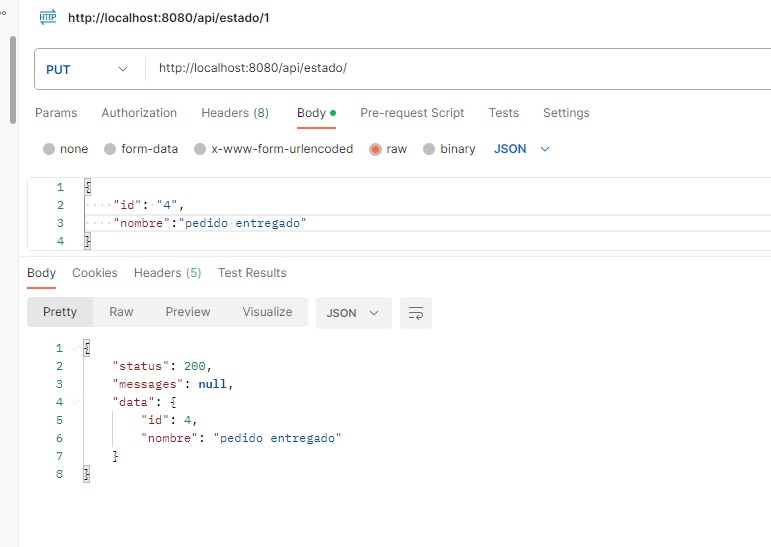 HTTP http://localhost:8080/api/estado/1
PUT http://localhost:8080/api/estado/
Params Authorization Headers (8) Body Pre-request Script Tests Settings
none form-data x-www-form-urlencoded raw binary JSON
1 {
2 "id": "4",
3 "nombre":"pedido entregado"
4 }
Body Cookies Headers (5) Test Results
Pretty Raw Preview Visualize JSON
1 {
2 "status": 200,
3 "messages": null,
4 "data": {
5 "id": 4,
6 "nombre": "pedido entregado"
7 }
8 }